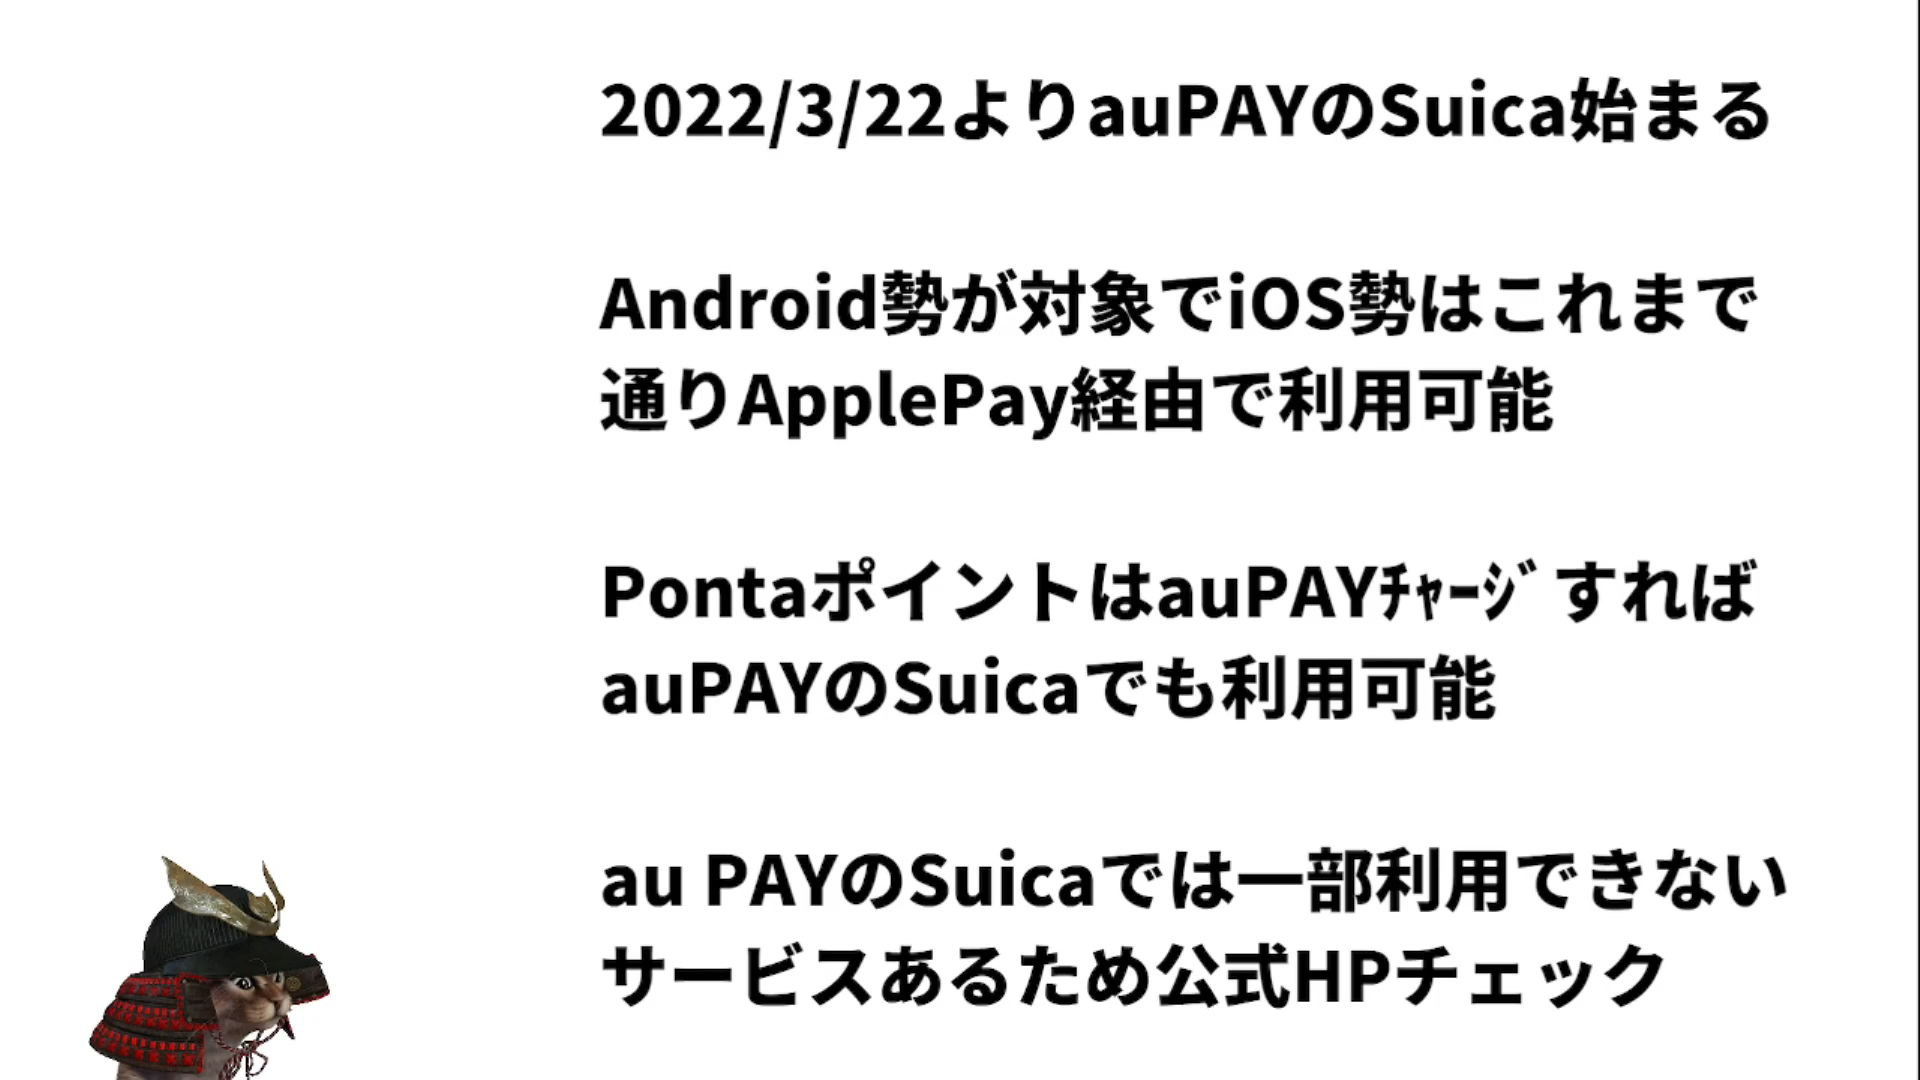 2022/3/22よりauPAYのSuica始まる
Android勢が対象でiOS勢はこれまで
通りApplePay経由で利用可能
PontaポイントはauPAYﾁｬｰｼﾞすれば
auPAYのSuicaでも利用可能
au PAYのSuicaでは一部利用できない
サービスあるため公式HPチェック